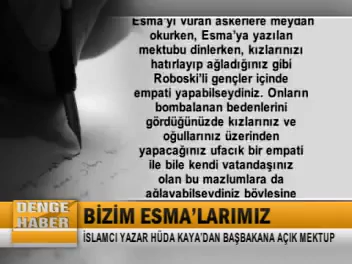 Esma'yı vuran askerlere meydan
okurken, Esma'ya yazılan
mektubu dinlerken, kızlarınızı
hatırlayıp ağladığınız gibi
Roboski'li gençler içinde
empati yapabilseydiniz. Onların
bombalanan bedenlerini
gördüğünüzde kızlarınız ve
oğullarınız üzerinden
yapacağınız ufacık bir empati
ile bile kendi vatandaşınız
olan bu mazlumlara da
ağlayabilseydiniz böylesine
DENGE
HABER
BİZİM ESMA'LARIMIZ
İSLAMCI YAZAR HÜDA KAYA'DAN BAŞBAKANA AÇIK MEKTUP